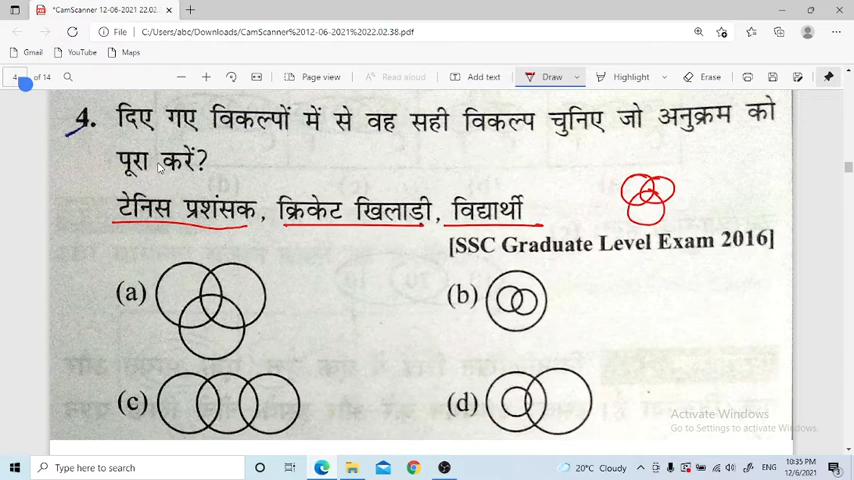 *CamScanner 12-06-2021 22.02
File
C:/Users/abc/Downloads/CamScanner%2012-06-2021%2022.02.38.pdf
Gmail
YouTube
Maps
4 of 14
Page view
Read aloud
Add text
Draw
Highlight
Erase
4. दिए गए विकल्पों में से वह सही विकल्प चुनिए जो अनुक्रम को
पूरा करें?
टेनिस प्रशंसक, क्रिकेट खिलाडी, विद्यार्थी
[SSC Graduate Level Exam 2016]
(a)
(b)
(c)
(d)
Activate Windows
Go to Settings to activate Windows.
Type here to search
20°C Cloudy
ENG
10:35 PM
12/6/2021